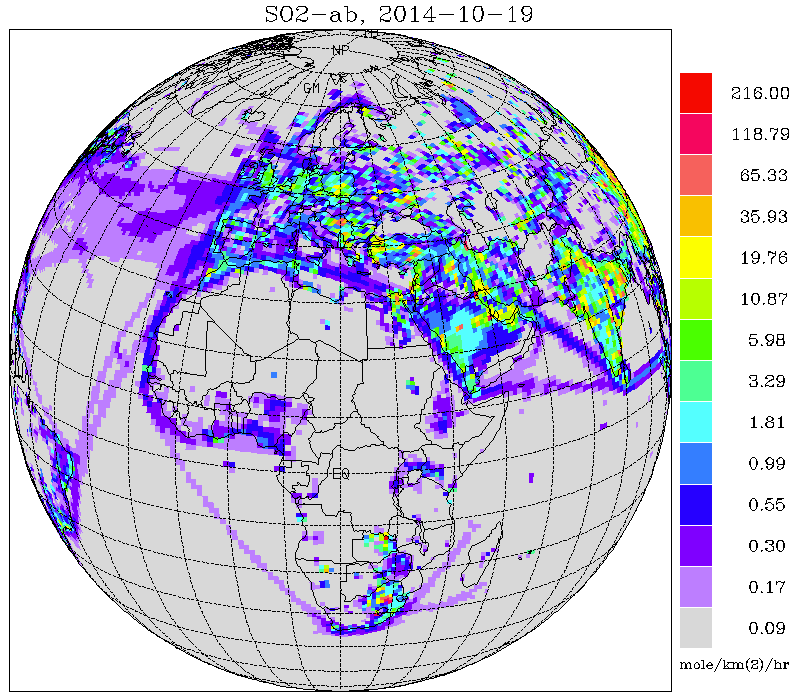 SO2-ab, 2014-10-19
NP
GM
EQ
216.00
118.79
65.33
35.93
19.76
10.87
5.98
3.29
1.81
0.99
0.55
0.30
0.17
0.09
mole/km(2)/hr